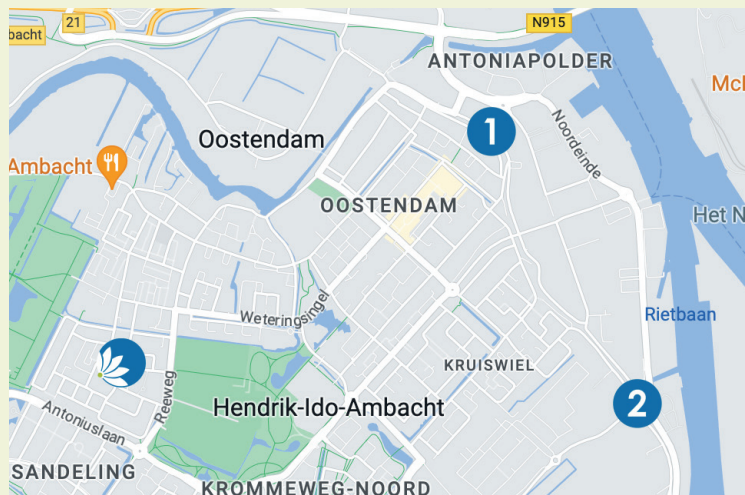 21
bacht
N915
ANTONIAPOLDER
McI
1
Noordeinde
Oostendam
Ambacht
OOSTENDAM
Het N
Weteringsingel
Rietbaan
KRUISWIEL
Reeweg
2
Hendrik-Ido-Ambacht
Antoniuslaan
SANDELING
KROMMEWEG-NOORD